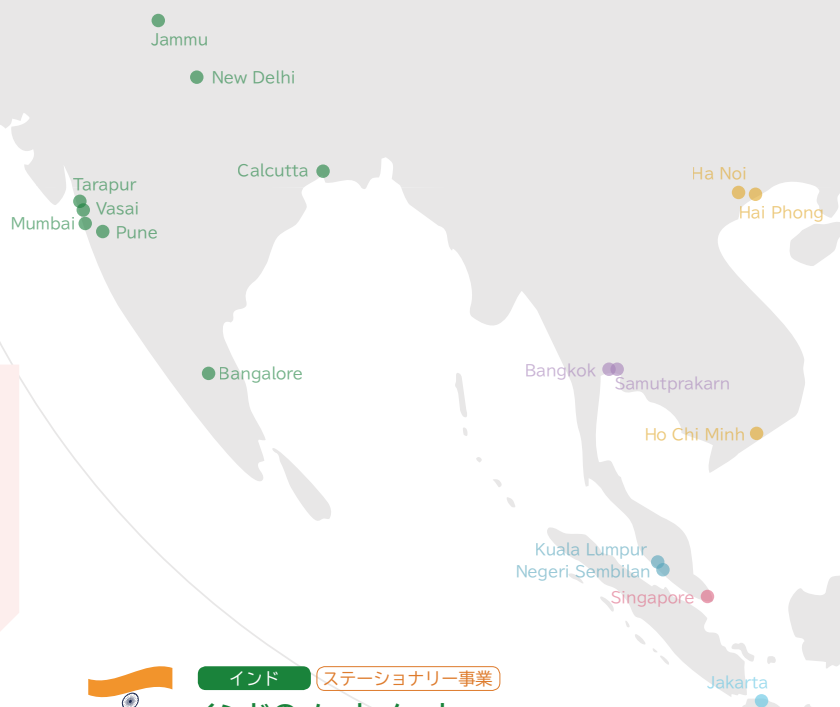 Jammu
New Delhi
Calcutta
Ha Noi
Tarapur
Vasai
Hai Phong
Mumbai
Pune
Bangkok
Bangalore
Samutprakarn
Ho Chi Minh
Kuala Lumpur
Negeri Sembilan
Singapore
インド ステーショナリー事業
Jakarta